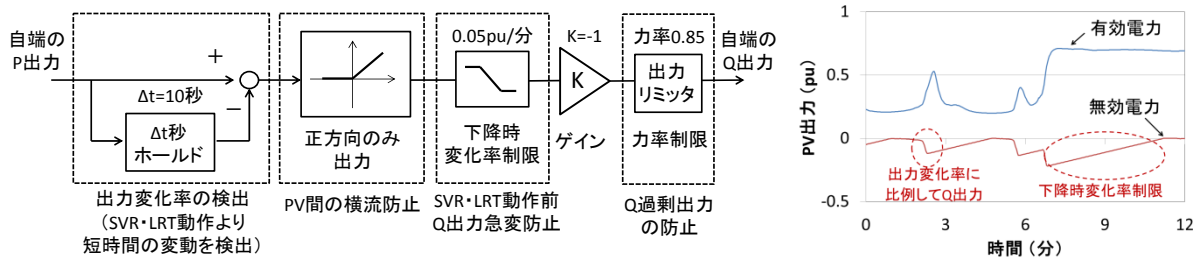 自端の
P出力
+
−
Δt=10秒
Δt秒
ホールド
出力変化率の検出
(SVR・LRT動作より
短時間の変動を検出)
正方向のみ
出力
PV間の横流防止
0.05pu/分
下降時
変化率制限
SVR・LRT動作前
Q出力急変防止
K=-1
K
ゲイン
力率0.85
出力
リミッタ
力率制限
Q過剰出力
の防止
自端の
Q出力
PV出力 (pu)
1
0.5
0
-0.5
有効電力
無効電力
出力変化率に
比例してQ出力
下降時変化率制限
0 3 6 9 12
時間 (分)